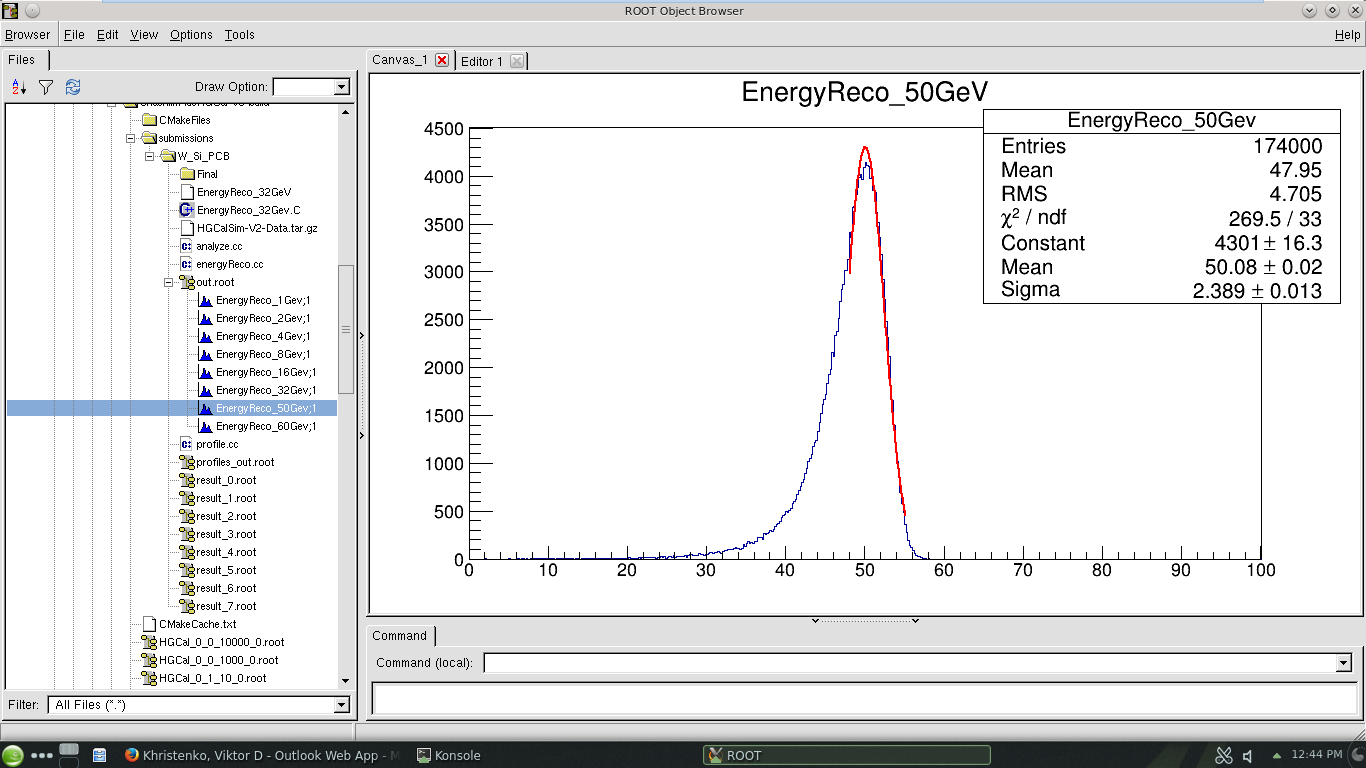 ROOT Object Browser
Browser File Edit View Options Tools Help
Files
Draw Option:
CMakeFiles
submissions
W_Si_PCB
Final
EnergyReco_32GeV
EnergyReco_32Gev.C
HGCalSim-V2-Data.tar.gz
analyze.cc
energyReco.cc
out.root
EnergyReco_1Gev;1
EnergyReco_2Gev;1
EnergyReco_4Gev;1
EnergyReco_8Gev;1
EnergyReco_16Gev;1
EnergyReco_32Gev;1
EnergyReco_50Gev;1
EnergyReco_60Gev;1
profile.cc
profiles_out.root
result_0.root
result_1.root
result_2.root
result_3.root
result_4.root
result_5.root
result_6.root
result_7.root
CMakeCache.txt
HGCal_0_0_10000_0.root
HGCal_0_0_1000_0.root
HGCal_0_1_10_0.root
Filter: All Files (*.*)
Canvas_1 Editor 1
EnergyReco_50GeV
EnergyReco_50Gev
Entries 174000
Mean 47.95
RMS 4.705
χ² / ndf 269.5 / 33
Constant 4301 ± 16.3
Mean 50.08 ± 0.02
Sigma 2.389 ± 0.013
4500
4000
3500
3000
2500
2000
1500
1000
500
0
0 10 20 30 40 50 60 70 80 90 100
Command
Command (local):
Khristenko, Viktor D - Outlook Web App - Konsole ROOT 12:44 PM